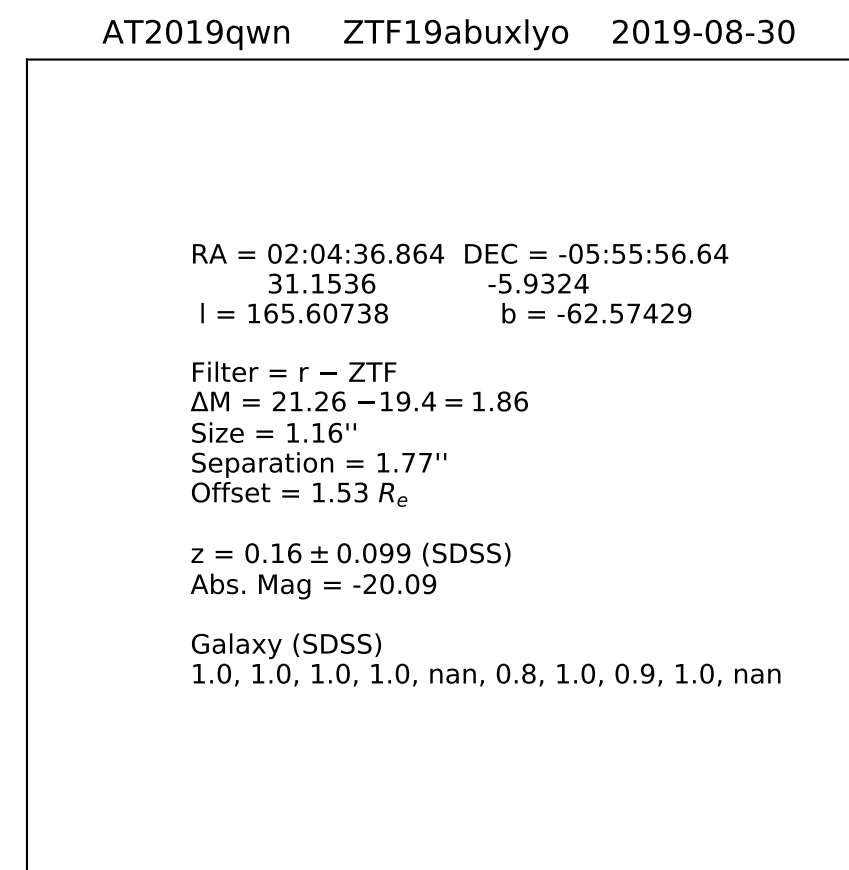 AT2019qwn ZTF19abuxlyo 2019-08-30
RA = 02:04:36.864 DEC = -05:55:56.64
31.1536 -5.9324
l = 165.60738 b = -62.57429
Filter = r − ZTF
ΔM = 21.26 −19.4 = 1.86
Size = 1.16''
Separation = 1.77''
Offset = 1.53 Rₑ
z = 0.16 ± 0.099 (SDSS)
Abs. Mag = -20.09
Galaxy (SDSS)
1.0, 1.0, 1.0, 1.0, nan, 0.8, 1.0, 0.9, 1.0, nan